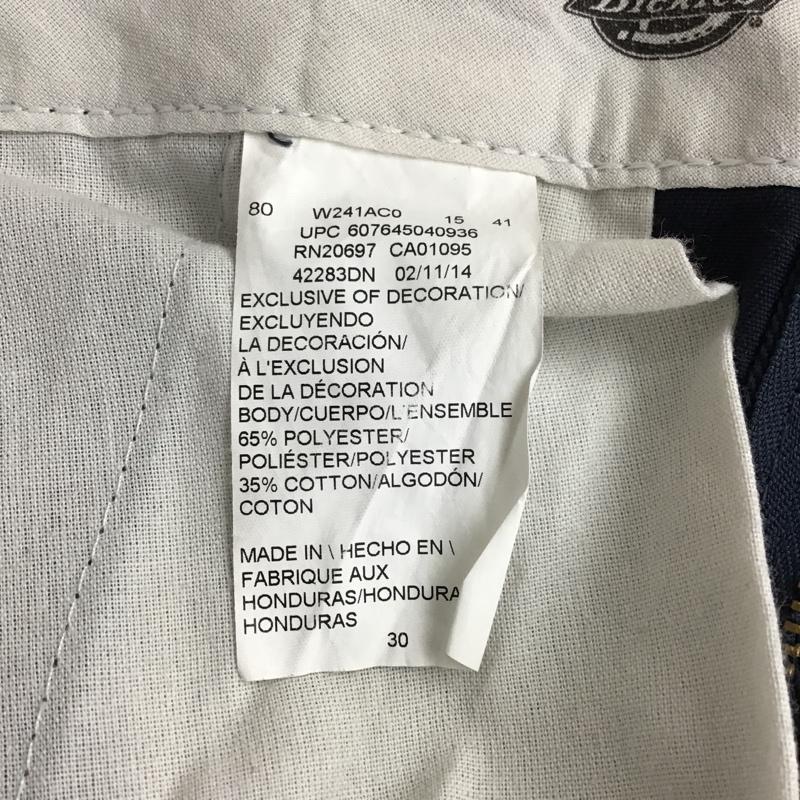 DICKIES
®
80 W241ACo 15 41
UPC 607645040936
RN20697 CA01095
42283DN 02/11/14
EXCLUSIVE OF DECORATION/
EXCLUYENDO
LA DECORACIÓN/
À L'EXCLUSION
DE LA DÉCORATION
BODY/CUERPO/L'ENSEMBLE
65% POLYESTER/
POLIÉSTER/POLYESTER
35% COTTON/ALGODÓN/
COTON
MADE IN \ HECHO EN \
FABRIQUE AUX
HONDURAS/HONDURA
HONDURAS
30